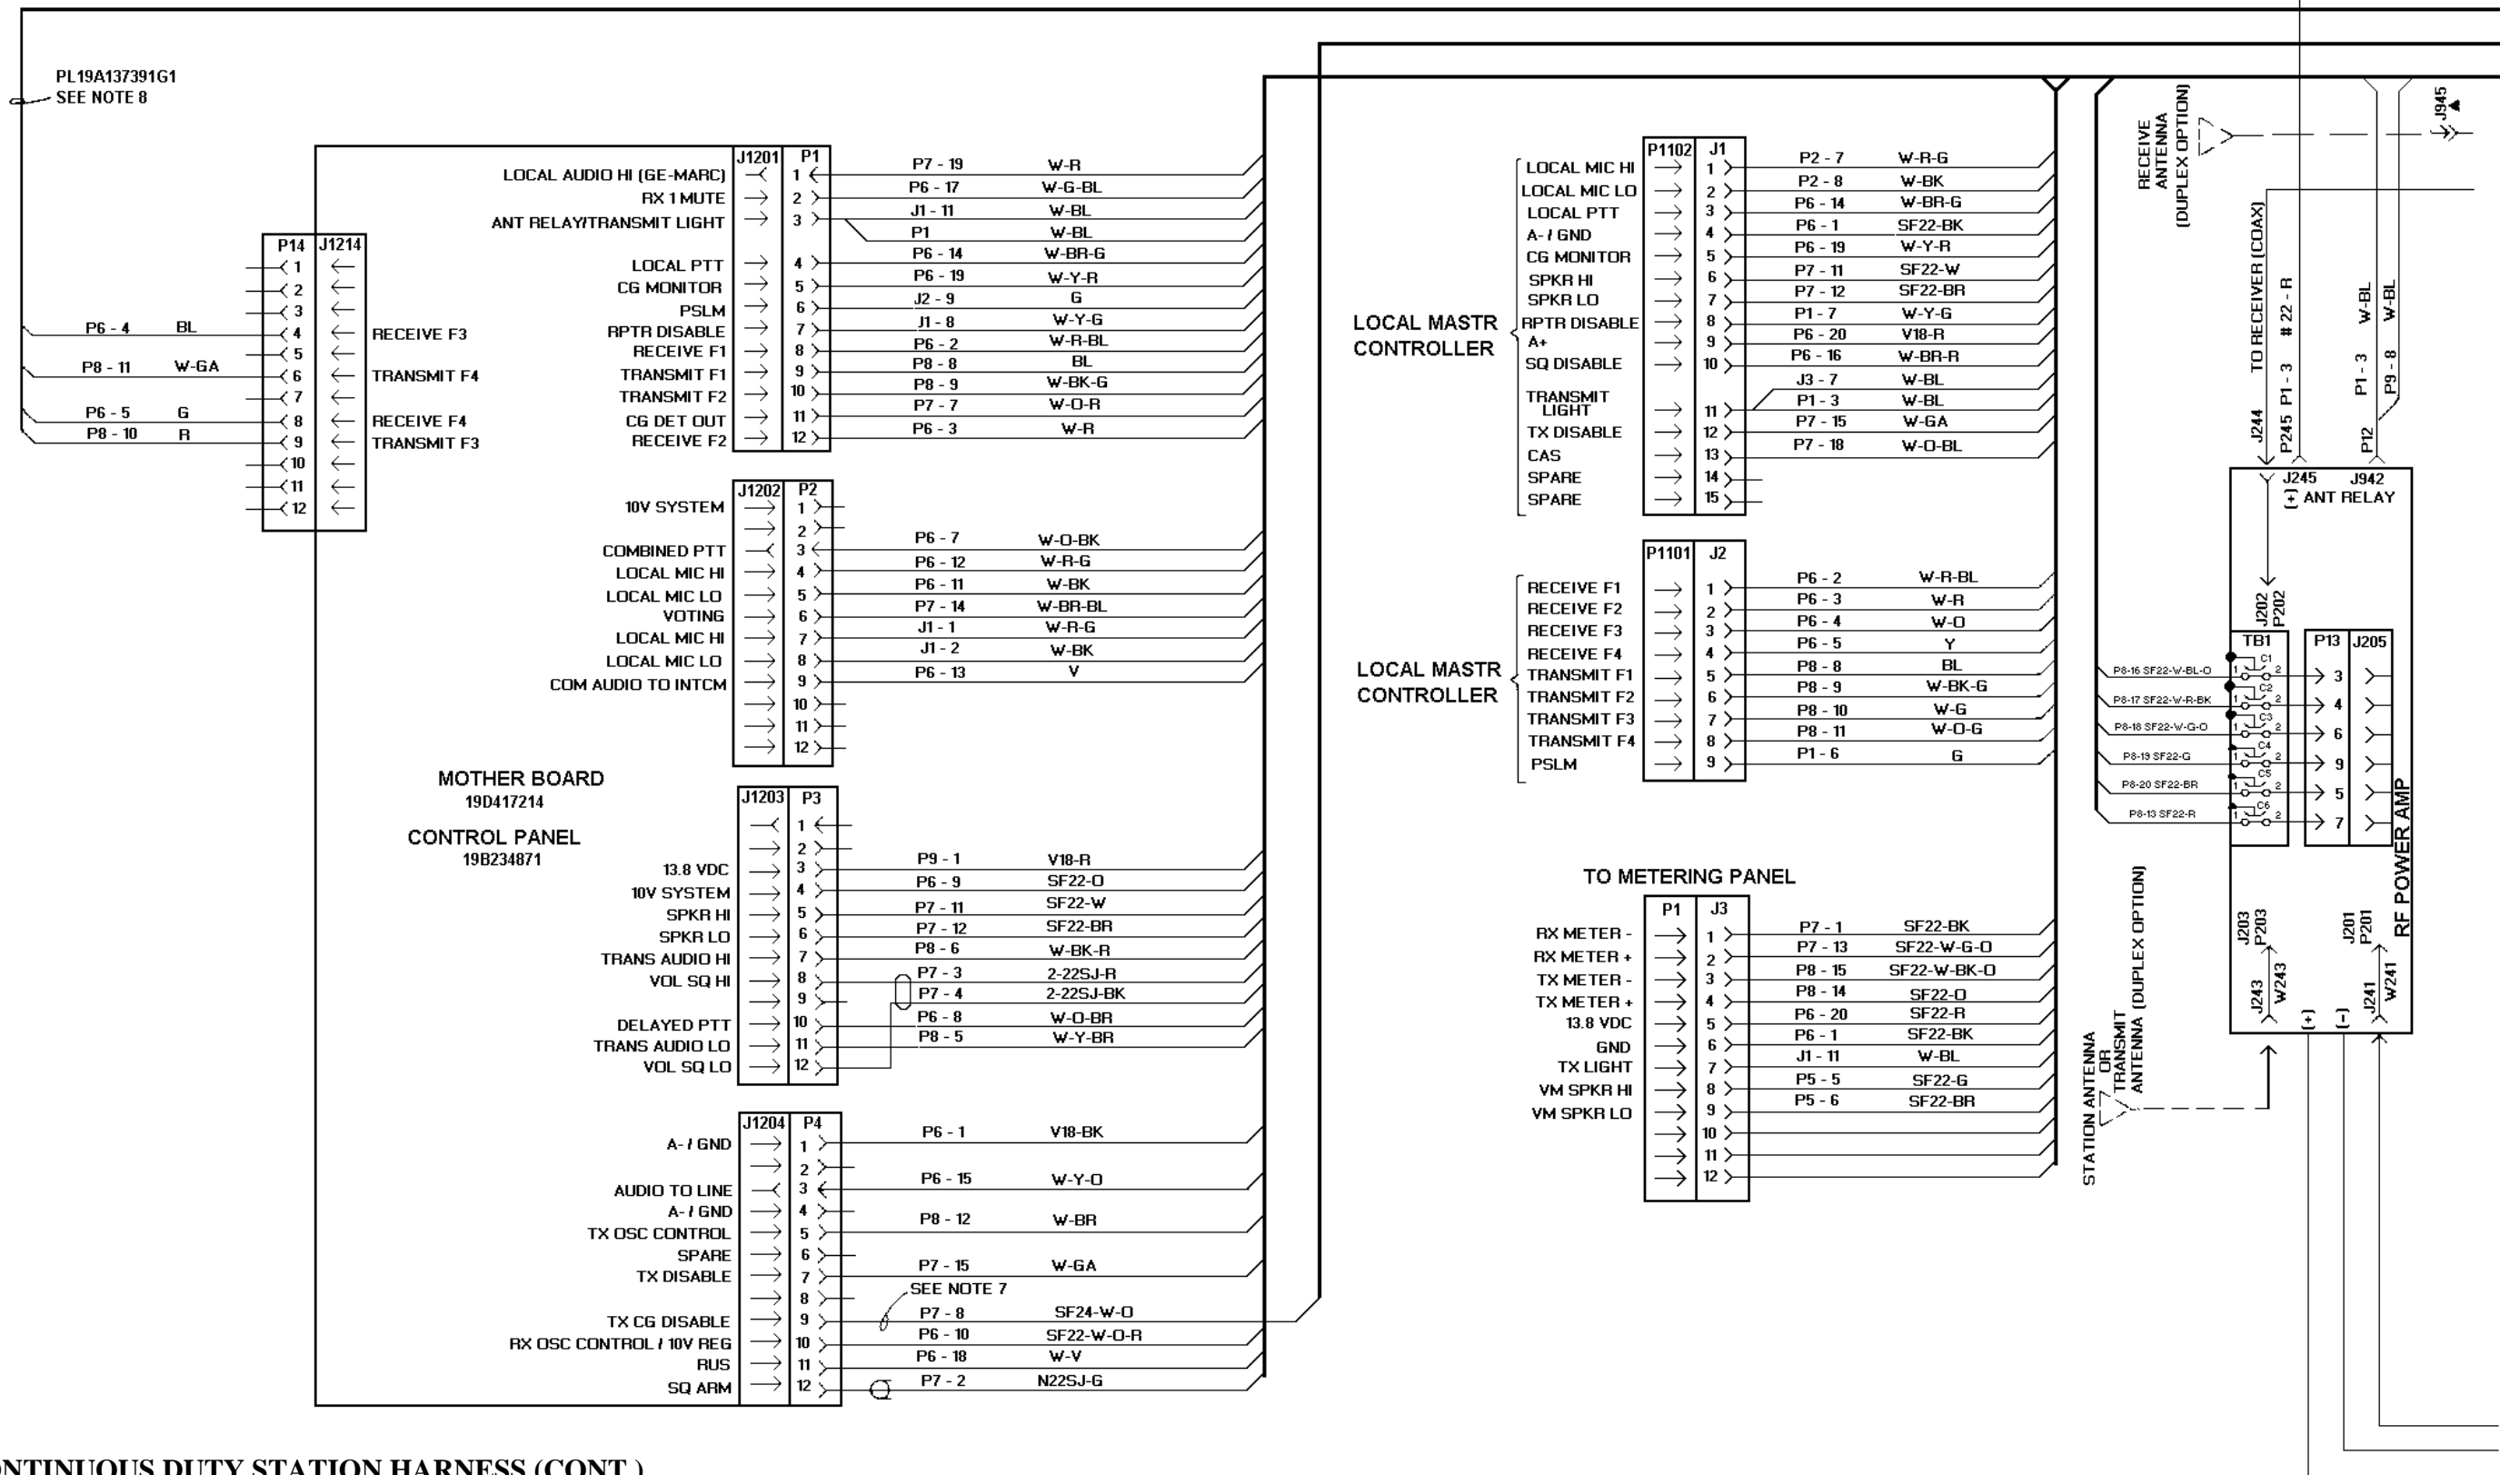 PL19A137391G1
SEE NOTE 8
P14 J1214
1
2
3
P6 - 4 BL 4 RECEIVE F3
5
P8 - 11 W-GA 6 TRANSMIT F4
7
P6 - 5 G 8 RECEIVE F4
P8 - 10 R 9 TRANSMIT F3
10
11
12
J1201 P1
LOCAL AUDIO HI (GE-MARC) 1 P7 - 19 W-R
RX 1 MUTE 2 P6 - 17 W-G-BL
ANT RELAY/TRANSMIT LIGHT 3 J1 - 11 W-BL
P1 W-BL
LOCAL PTT 4 P6 - 14 W-BR-G
CG MONITOR 5 P6 - 19 W-Y-R
PSLM 6 J2 - 9 G
RPTR DISABLE 7 J1 - 8 W-Y-G
RECEIVE F1 8 P6 - 2 W-R-BL
TRANSMIT F1 9 P8 - 8 BL
TRANSMIT F2 10 P8 - 9 W-BK-G
CG DET OUT 11 P7 - 7 W-O-R
RECEIVE F2 12 P6 - 3 W-R
J1202 P2
10V SYSTEM 1
2
COMBINED PTT 3 P6 - 7 W-O-BK
LOCAL MIC HI 4 P6 - 12 W-R-G
LOCAL MIC LO 5 P6 - 11 W-BK
VOTING 6 P7 - 14 W-BR-BL
LOCAL MIC HI 7 J1 - 1 W-R-G
LOCAL MIC LO 8 J1 - 2 W-BK
COM AUDIO TO INTCM 9 P6 - 13 V
10
11
12
MOTHER BOARD
19D417214
CONTROL PANEL
19B234871
J1203 P3
1
2
13.8 VDC 3 P9 - 1 V18-R
10V SYSTEM 4 P6 - 9 SF22-O
SPKR HI 5 P7 - 11 SF22-W
SPKR LO 6 P7 - 12 SF22-BR
TRANS AUDIO HI 7 P8 - 6 W-BK-R
VOL SQ HI 8 P7 - 3 2-22SJ-R
9 P7 - 4 2-22SJ-BK
DELAYED PTT 10 P6 - 8 W-O-BR
TRANS AUDIO LO 11 P8 - 5 W-Y-BR
VOL SQ LO 12
J1204 P4
A- / GND 1 P6 - 1 V18-BK
2
AUDIO TO LINE 3 P6 - 15 W-Y-O
A- / GND 4
TX OSC CONTROL 5 P8 - 12 W-BR
SPARE 6
TX DISABLE 7 P7 - 15 W-GA
8 SEE NOTE 7
TX CG DISABLE 9 P7 - 8 SF24-W-O
RX OSC CONTROL / 10V REG 10 P6 - 10 SF22-W-O-R
RUS 11 P6 - 18 W-V
SQ ARM 12 P7 - 2 N22SJ-G
LOCAL MASTR
CONTROLLER
P1102 J1
LOCAL MIC HI 1 P2 - 7 W-R-G
LOCAL MIC LO 2 P2 - 8 W-BK
LOCAL PTT 3 P6 - 14 W-BR-G
A- / GND 4 P6 - 1 SF22-BK
CG MONITOR 5 P6 - 19 W-Y-R
SPKR HI 6 P7 - 11 SF22-W
SPKR LO 7 P7 - 12 SF22-BR
RPTR DISABLE 8 P1 - 7 W-Y-G
A+ 9 P6 - 20 V18-R
SQ DISABLE 10 P6 - 16 W-BR-R
J3 - 7 W-BL
TRANSMIT
LIGHT 11 P1 - 3 W-BL
TX DISABLE 12 P7 - 15 W-GA
CAS 13 P7 - 18 W-O-BL
SPARE 14
SPARE 15
LOCAL MASTR
CONTROLLER
P1101 J2
RECEIVE F1 1 P6 - 2 W-R-BL
RECEIVE F2 2 P6 - 3 W-R
RECEIVE F3 3 P6 - 4 W-O
RECEIVE F4 4 P6 - 5 Y
TRANSMIT F1 5 P8 - 8 BL
TRANSMIT F2 6 P8 - 9 W-BK-G
TRANSMIT F3 7 P8 - 10 W-G
TRANSMIT F4 8 P8 - 11 W-O-G
PSLM 9 P1 - 6 G
TO METERING PANEL
P1 J3
RX METER - 1 P7 - 1 SF22-BK
RX METER + 2 P7 - 13 SF22-W-G-O
TX METER - 3 P8 - 15 SF22-W-BK-O
TX METER + 4 P8 - 14 SF22-O
13.8 VDC 5 P6 - 20 SF22-R
GND 6 P6 - 1 SF22-BK
TX LIGHT 7 J1 - 11 W-BL
VM SPKR HI 8 P5 - 5 SF22-G
VM SPKR LO 9 P5 - 6 SF22-BR
10
11
12
RECEIVE
ANTENNA
(DUPLEX OPTION)
J945
J244 TO RECEIVER (COAX)
P245 P1 - 3 # 22 - R
P12 P1 - 3 W-BL
P9 - 8 W-BL
J245 J942
(+) ANT RELAY
J202
P202
TB1 P13 J205
P8-16 SF22-W-BL-O 1 C1 2 3
P8-17 SF22-W-R-BK 1 C2 2 4
P8-18 SF22-W-G-O 1 C3 2 6
P8-19 SF22-G 1 C4 2 9
P8-20 SF22-BR 1 C5 2 5
P8-13 SF22-R 1 C6 2 7
RF POWER AMP
J203
P203
J201
P201
J243
W243
(+)
(-)
J241
W241
STATION ANTENNA
OR
TRANSMIT
ANTENNA (DUPLEX OPTION)
ONTINUOUS DUTY STATION HARNESS (CONT.)